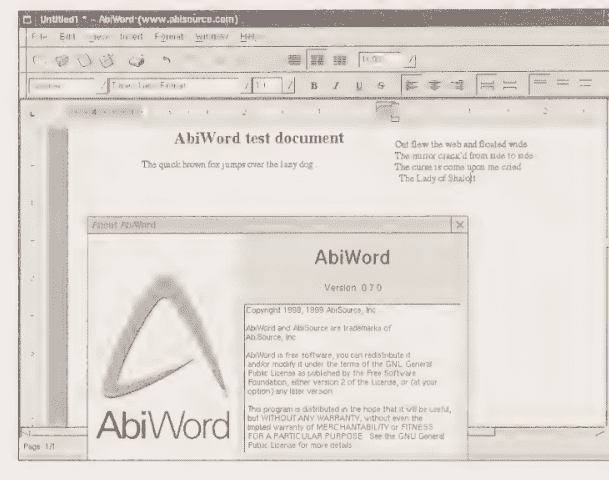 Untitled1 * - AbiWord (www.abisource.com)
File Edit View Insert Format Window Help
Times New Roman
B I U S
AbiWord test document
The quick brown fox jumps over the lazy dog .
Out flew the web and floated wide
The mirror crack'd from side to side
The curse is come upon me cried
The Lady of Shalott
About AbiWord
AbiWord
Version 0.7.0
Copyright 1998, 1999 AbiSource, Inc
AbiWord and AbiSource are trademarks of
AbiSource, Inc
AbiWord is free software, you can redistribute it
and/or modify it under the terms of the GNU General
Public License as published by the Free Software
Foundation, either version 2 of the License, or (at your
option) any later version
This program is distributed in the hope that it will be useful,
but WITHOUT ANY WARRANTY, without even the
implied warranty of MERCHANTABILITY or FITNESS
FOR A PARTICULAR PURPOSE See the GNU General
Public License for more details
AbiWord
Page 1/1